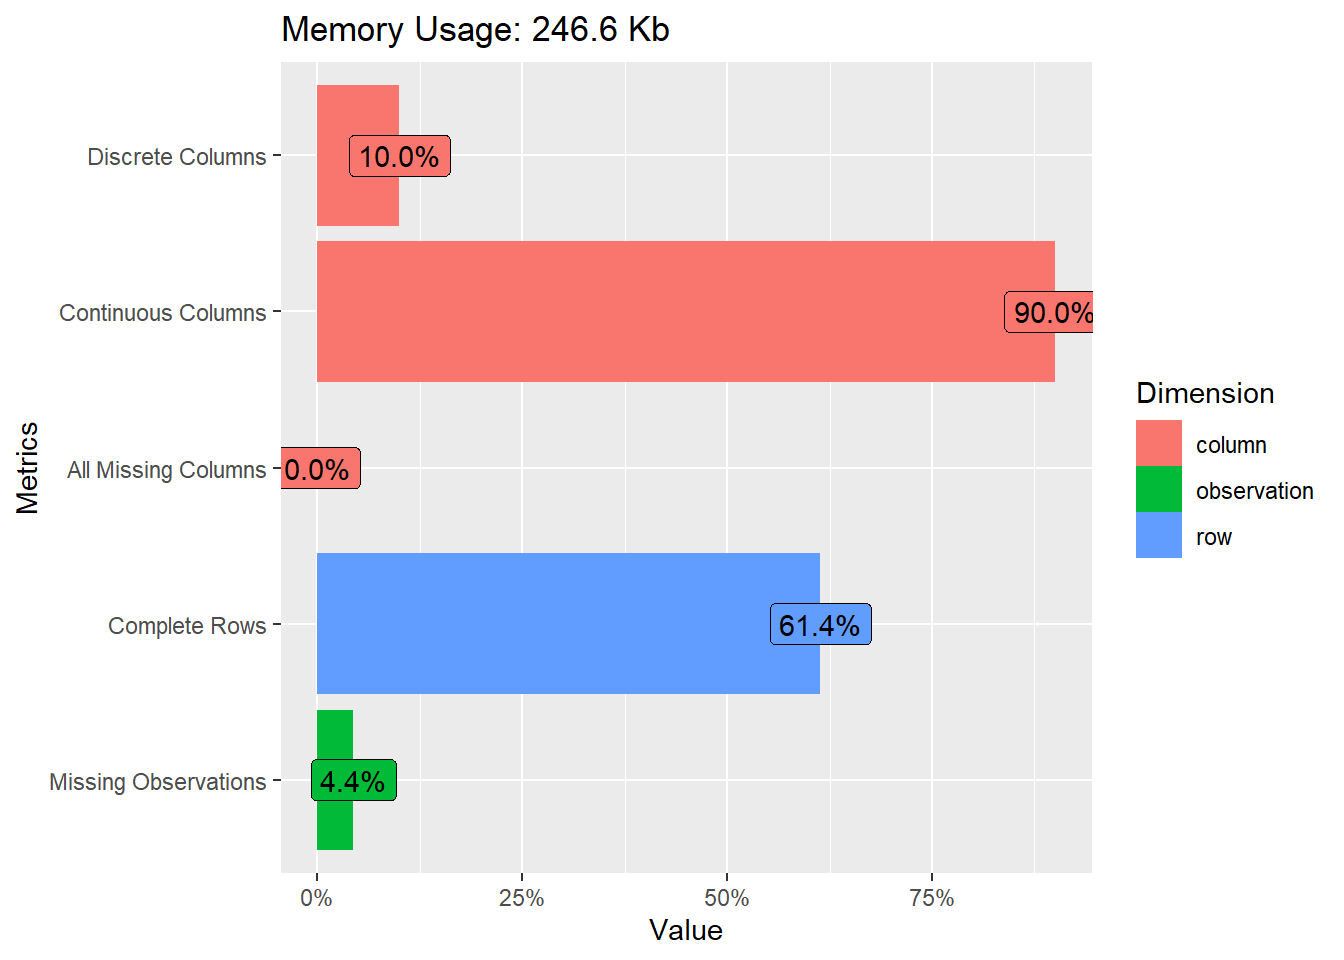 Memory Usage: 246.6 Kb
Discrete Columns
10.0%
Continuous Columns
90.0%
All Missing Columns
0.0%
Complete Rows
61.4%
Missing Observations
4.4%
Metrics
0%
25%
50%
75%
Value
Dimension
column
observation
row